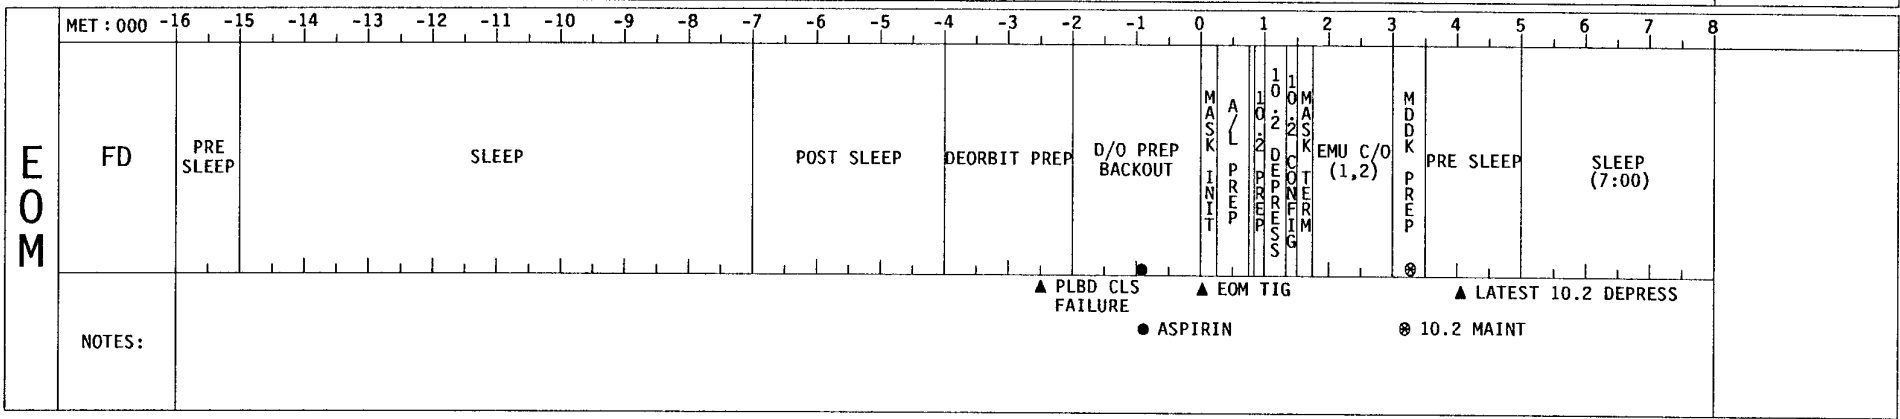 MET:000 -16 -15 -12 -11 -10 -9 -8 -7 -6 -5 -4 -3 -2 -1 0 1 2 3 4 5 6 7 8
EOM
FD
PRE SLEEP
SLEEP
POST SLEEP
DEORBIT PREP
D/O PREP
BACKOUT
MASK INIT
A/L PREP
10.2 PREP
10.2 DEPRESS
10.2 CONFIG
MASK TERM
EMU C/O
(1,2)
MDDK PREP
PRE SLEEP
SLEEP
(7:00)
▲ PLBD CLS
FAILURE
▲ EOM TIG
▲ LATEST 10.2 DEPRESS
● ASPIRIN
⊗ 10.2 MAINT
NOTES: